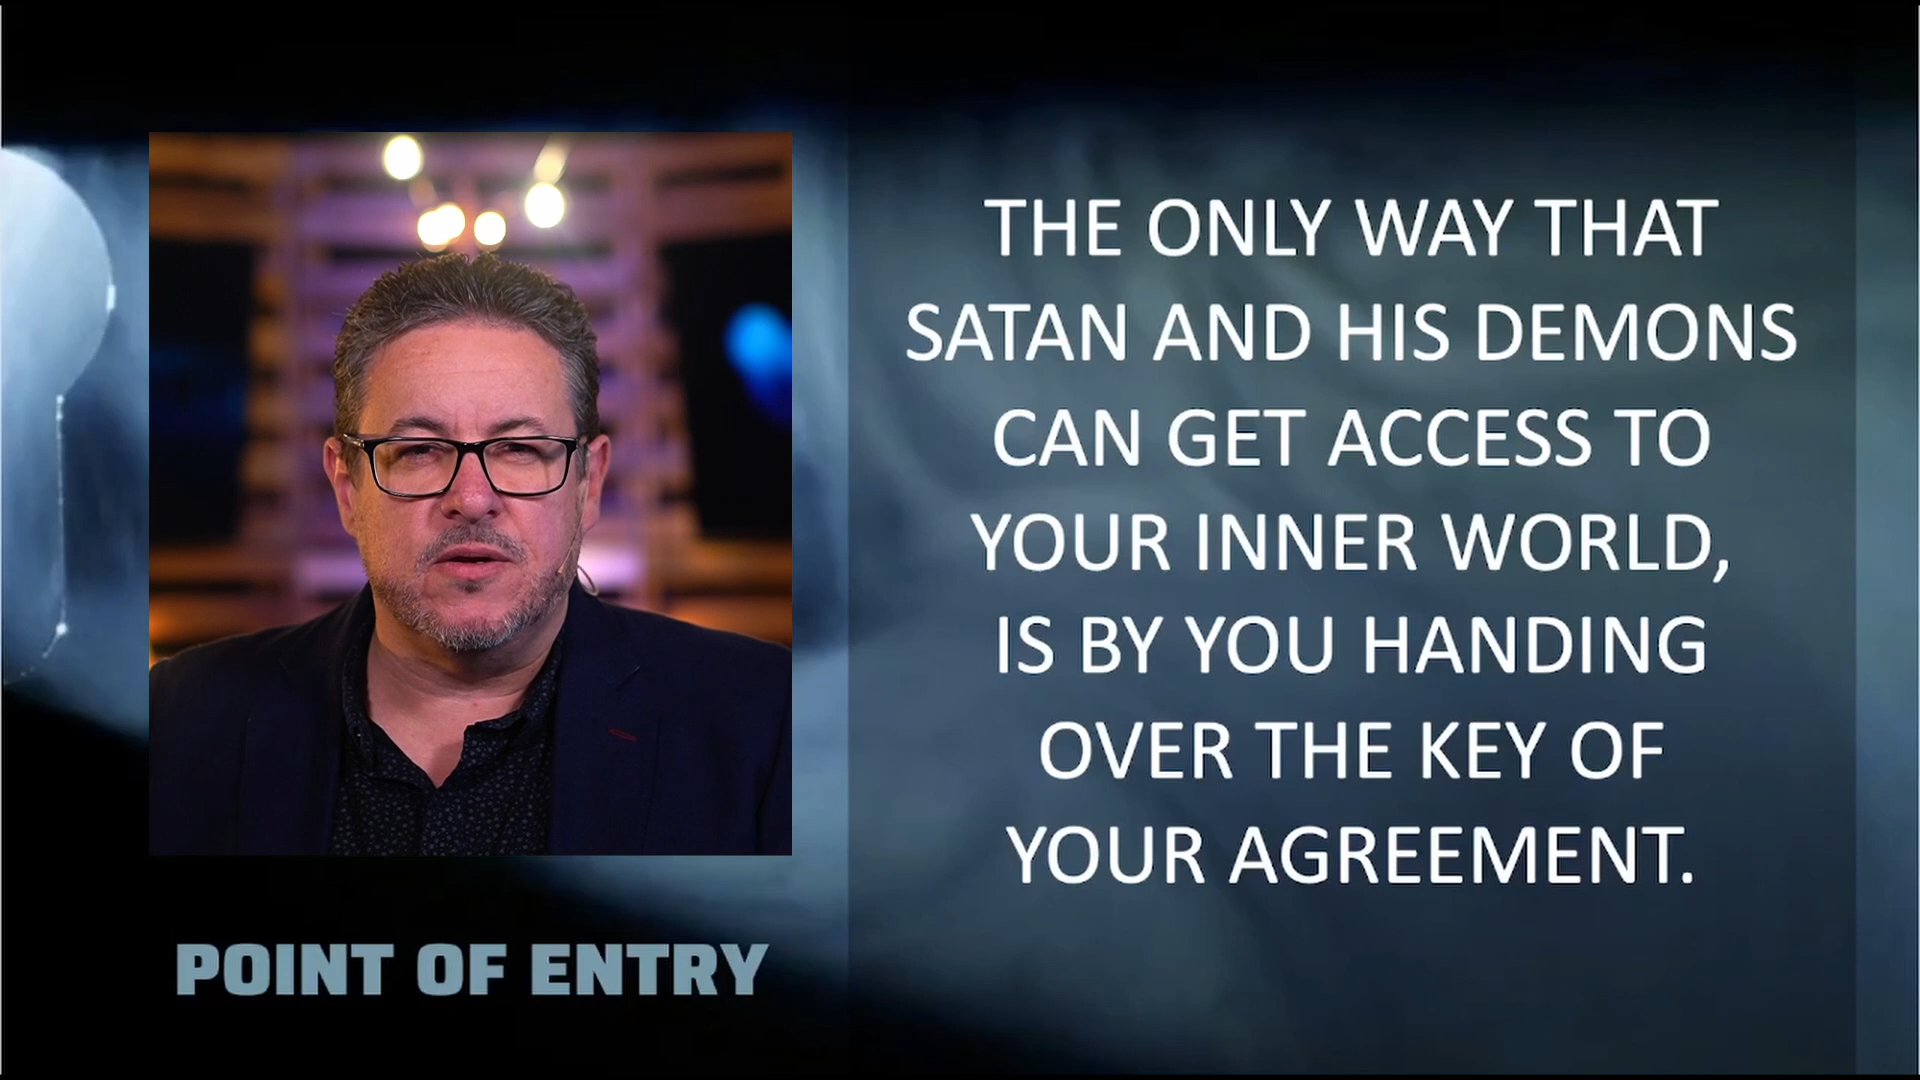 THE ONLY WAY THAT
SATAN AND HIS DEMONS
CAN GET ACCESS TO
YOUR INNER WORLD,
IS BY YOU HANDING
OVER THE KEY OF
YOUR AGREEMENT.
POINT OF ENTRY